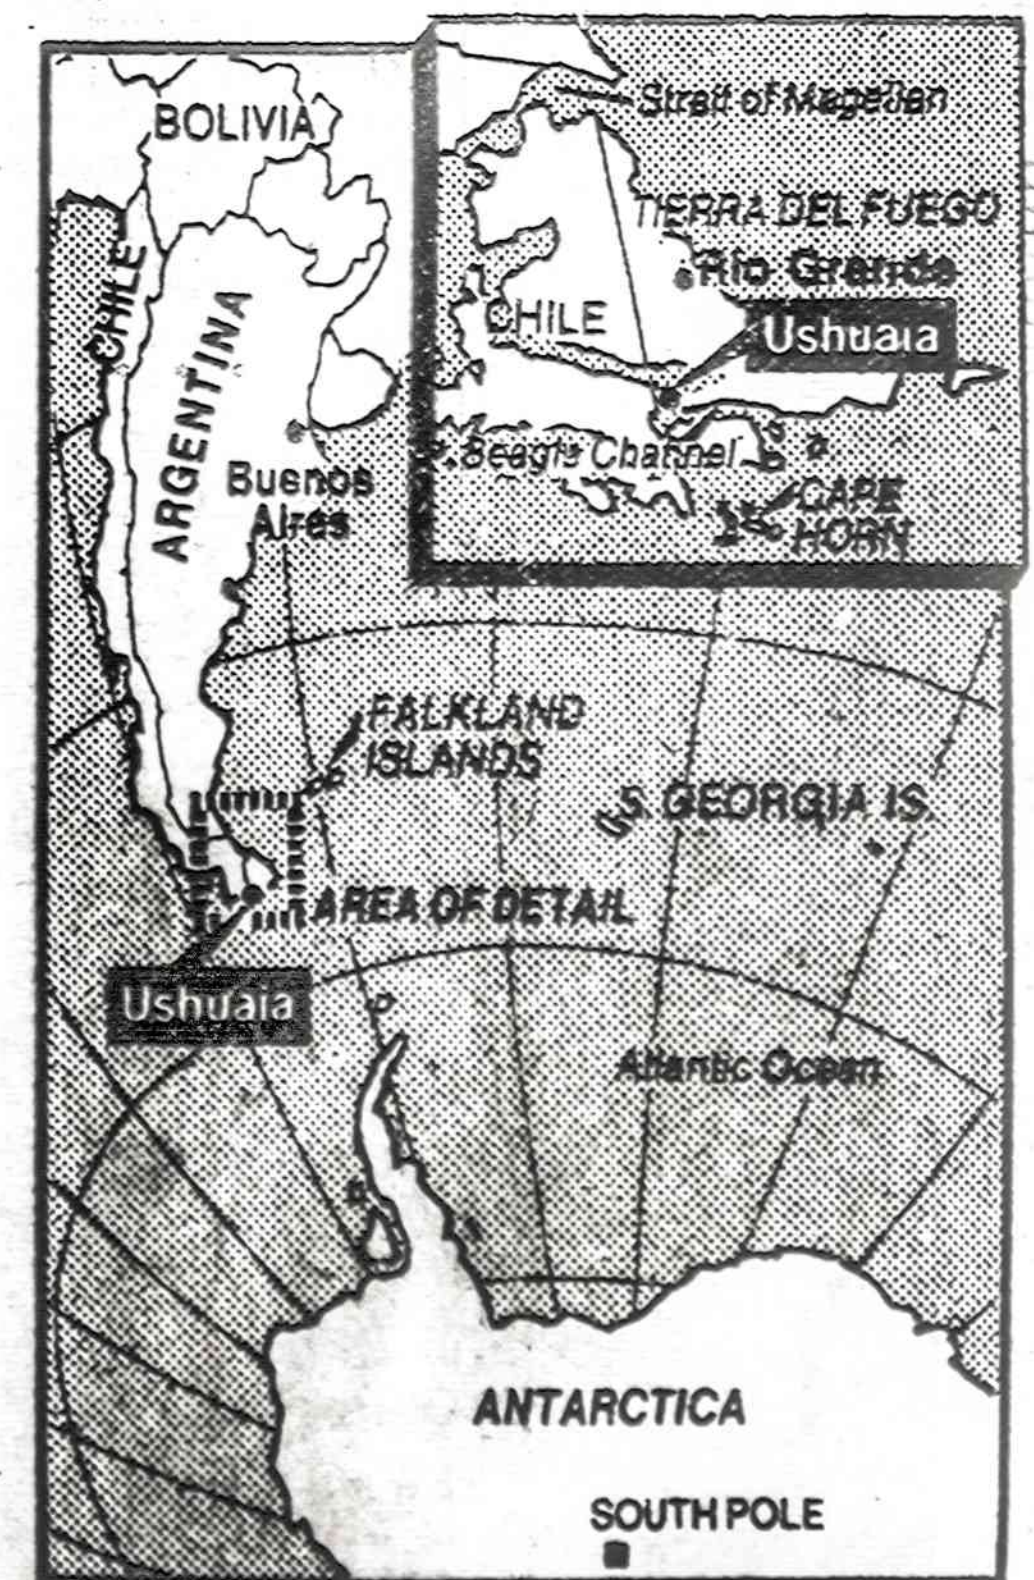 BOLIVIA
CHILE
ARGENTINA
Buenos
Aires
Strait of Magellan
TIERRA DEL FUEGO
Rio Grande
CHILE
Ushuaia
Beagle Channel
CAPE
HORN
FALKLAND
ISLANDS
S. GEORGIA IS.
AREA OF DETAIL
Ushuaia
Atlantic Ocean
ANTARCTICA
SOUTH POLE